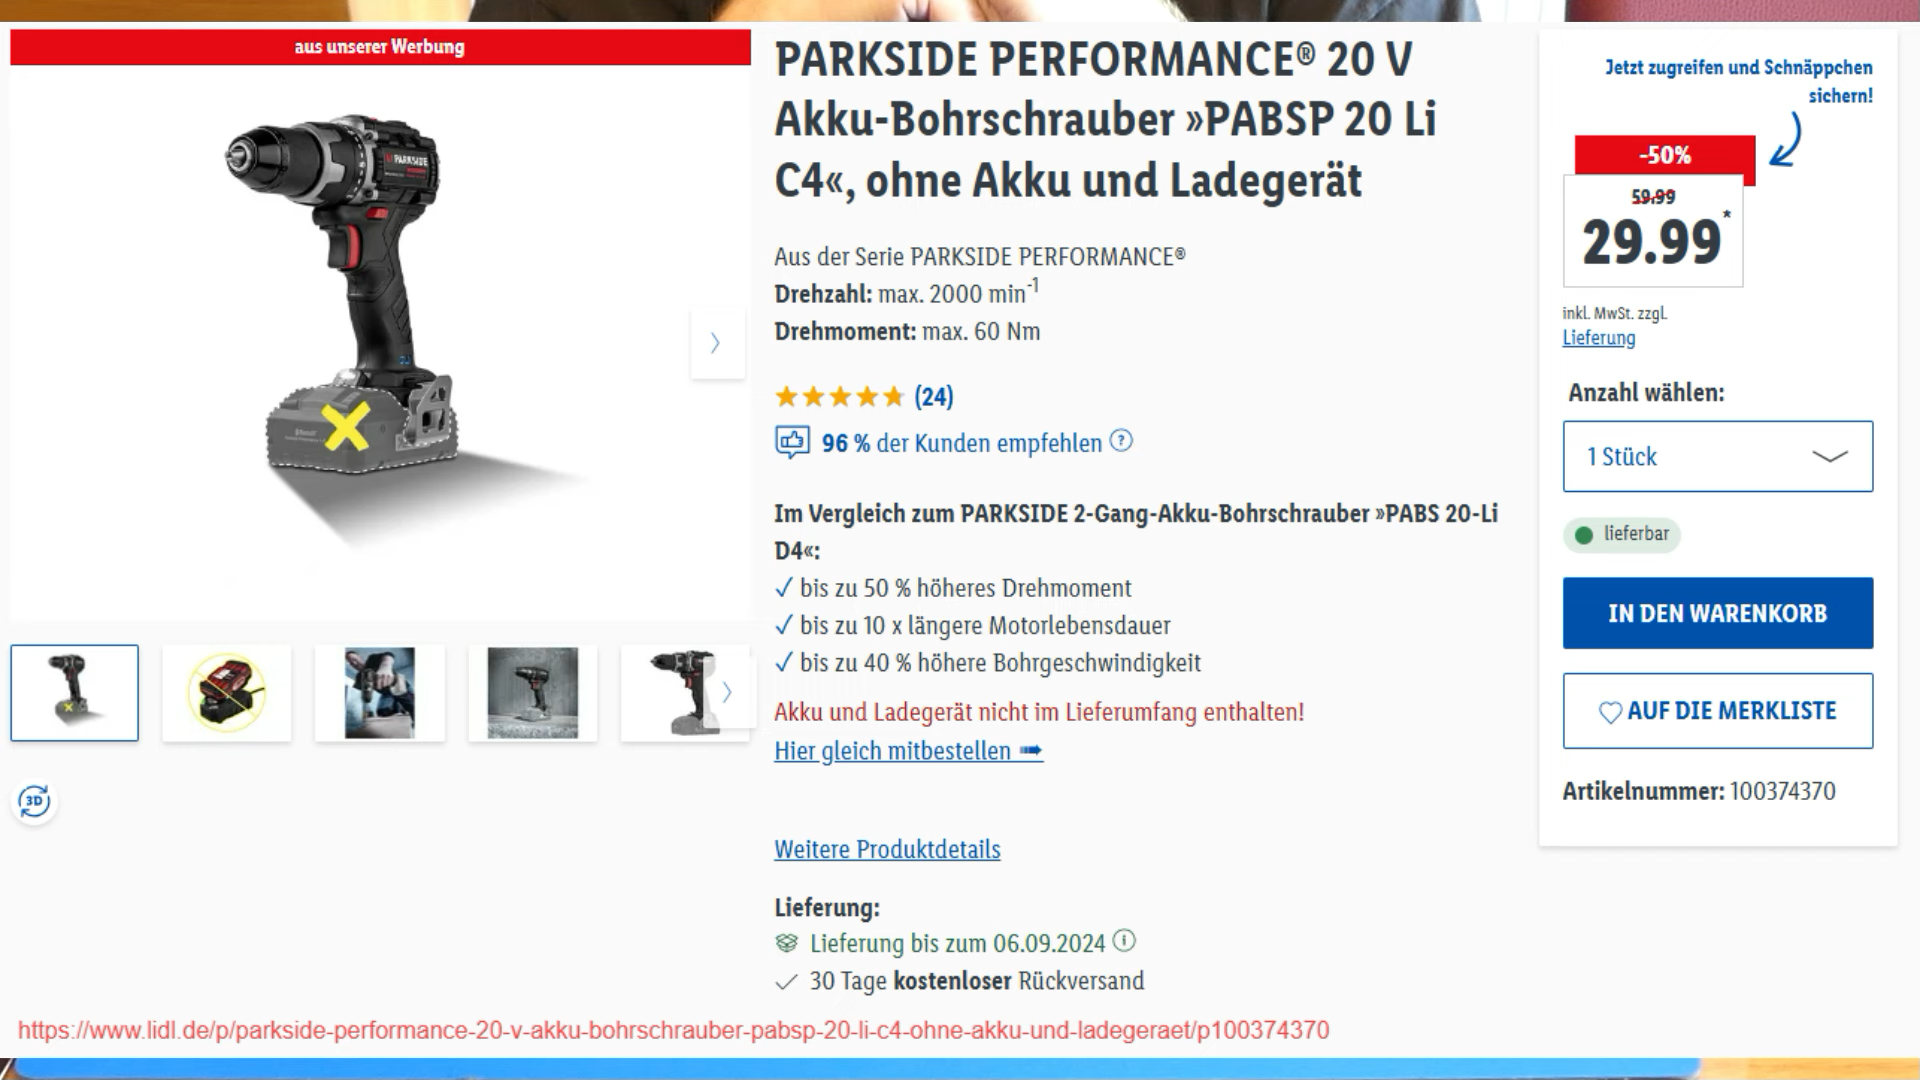 aus unserer Werbung
PARKSIDE
PARKSIDE PERFORMANCE® 20 V
Akku-Bohrschrauber »PABSP 20 Li
C4«, ohne Akku und Ladegerät
Aus der Serie PARKSIDE PERFORMANCE®
Drehzahl: max. 2000 min-1
Drehmoment: max. 60 Nm
(24)
96 % der Kunden empfehlen ?
Im Vergleich zum PARKSIDE 2-Gang-Akku-Bohrschrauber »PABS 20-Li
D4«:
✓ bis zu 50 % höheres Drehmoment
✓ bis zu 10 x längere Motorlebensdauer
✓ bis zu 40 % höhere Bohrgeschwindigkeit
Akku und Ladegerät nicht im Lieferumfang enthalten!
Hier gleich mitbestellen ➠
3D
Weitere Produktdetails
Lieferung:
Lieferung bis zum 06.09.2024 i
30 Tage kostenloser Rückversand
Jetzt zugreifen und Schnäppchen
sichern!
-50%
59.99
29.99*
inkl. MwSt. zzgl.
Lieferung
Anzahl wählen:
1 Stück
lieferbar
IN DEN WARENKORB
AUF DIE MERKLISTE
Artikelnummer: 100374370
https://www.lidl.de/p/parkside-performance-20-v-akku-bohrschrauber-pabsp-20-li-c4-ohne-akku-und-ladegeraet/p100374370